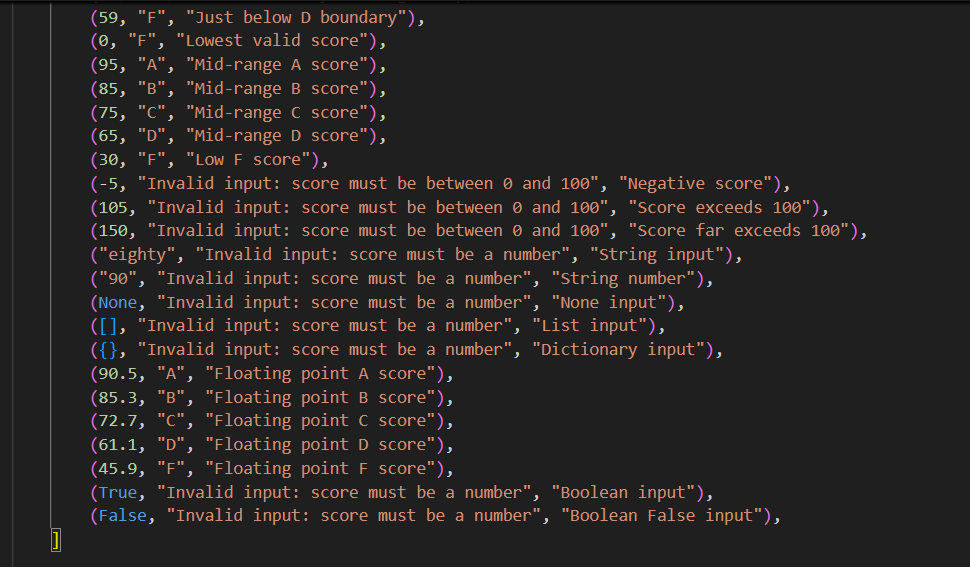 (59, "F", "Just below D boundary"),
(0, "F", "Lowest valid score"),
(95, "A", "Mid-range A score"),
(85, "B", "Mid-range B score"),
(75, "C", "Mid-range C score"),
(65, "D", "Mid-range D score"),
(30, "F", "Low F score"),
(-5, "Invalid input: score must be between 0 and 100", "Negative score"),
(105, "Invalid input: score must be between 0 and 100", "Score exceeds 100"),
(150, "Invalid input: score must be between 0 and 100", "Score far exceeds 100"),
("eighty", "Invalid input: score must be a number", "String input"),
("90", "Invalid input: score must be a number", "String number"),
(None, "Invalid input: score must be a number", "None input"),
([], "Invalid input: score must be a number", "List input"),
({}, "Invalid input: score must be a number", "Dictionary input"),
(90.5, "A", "Floating point A score"),
(85.3, "B", "Floating point B score"),
(72.7, "C", "Floating point C score"),
(61.1, "D", "Floating point D score"),
(45.9, "F", "Floating point F score"),
(True, "Invalid input: score must be a number", "Boolean input"),
(False, "Invalid input: score must be a number", "Boolean False input"),
]